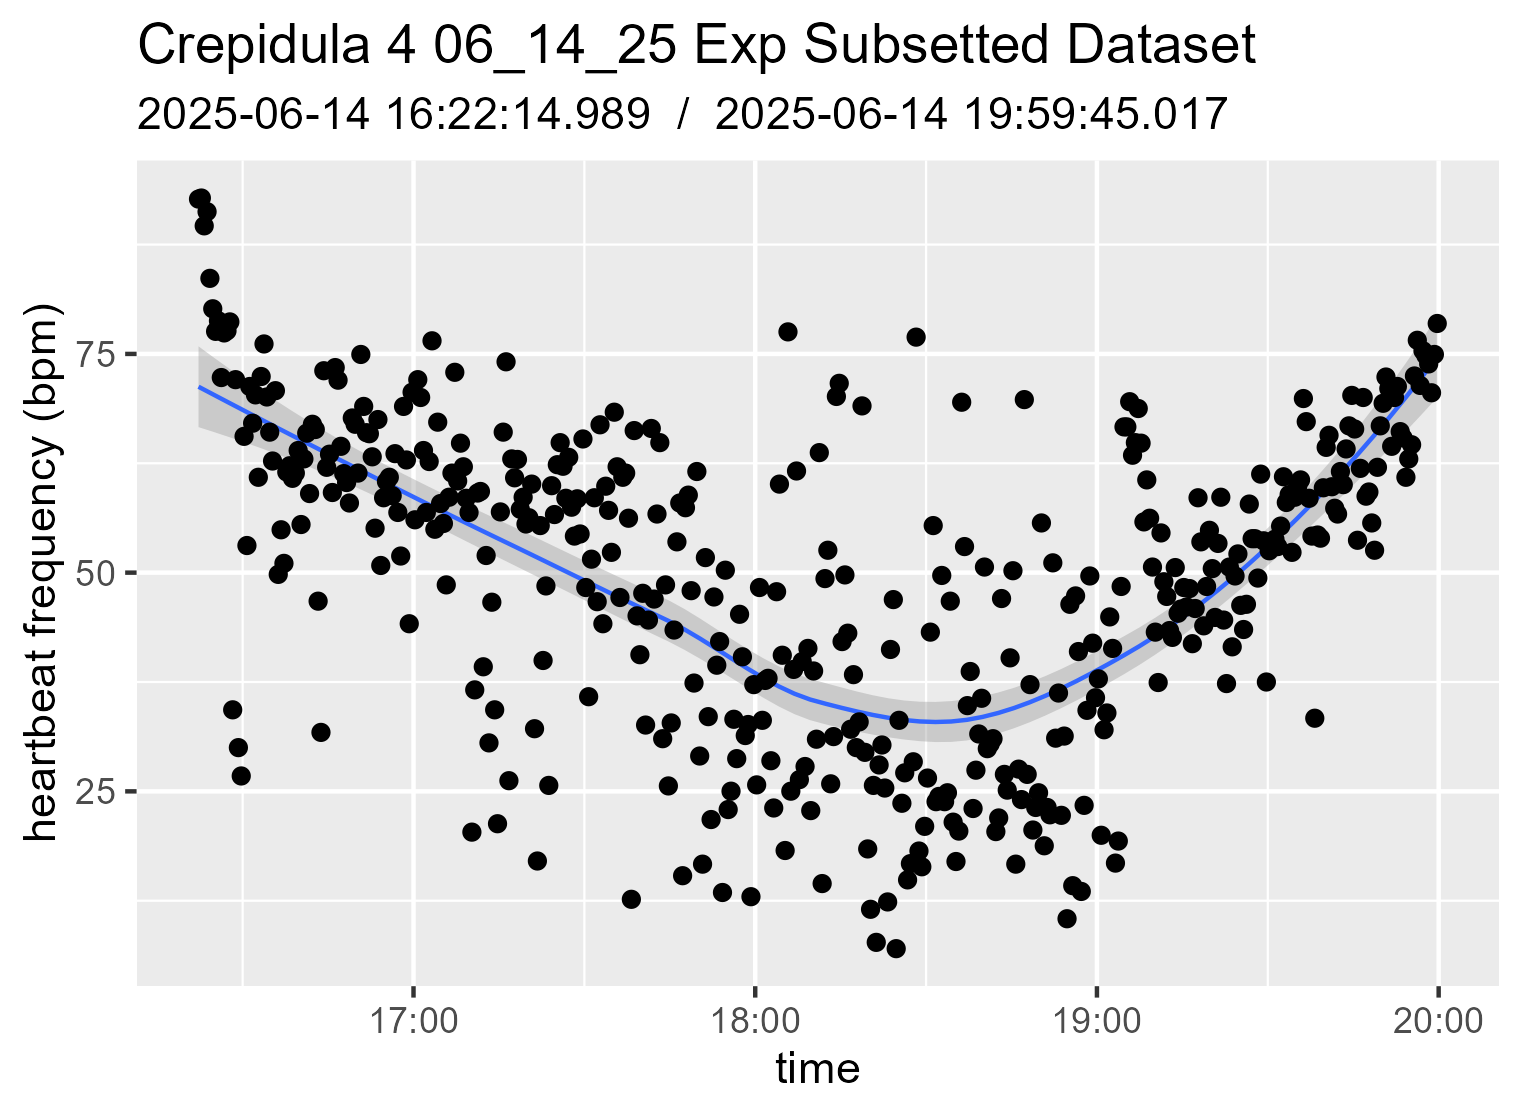 Crepidula 4 06_14_25 Exp Subsetted Dataset
2025-06-14 16:22:14.989 / 2025-06-14 19:59:45.017
heartbeat frequency (bpm)
75
50
25
17:00 18:00 19:00 20:00
time